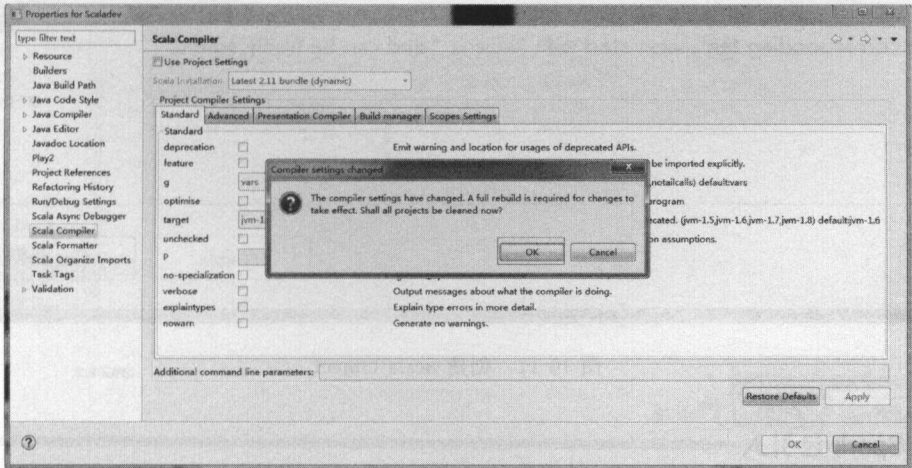 Properties for Scaladev
type filter text
Scala Compiler
Resource
Builders
Java Build Path
Java Code Style
Java Compiler
Java Editor
Javadoc Location
Play2
Project References
Refactoring History
Run/Debug Settings
Scala Async Debugger
Scala Compiler
Scala Formatter
Scala Organize Imports
Task Tags
Validation
Use Project Settings
Scala Installation Latest 2.11 bundle (dynamic)
Project Compiler Settings
Standard Advanced Presentation Compiler Build manager Scopes Settings
Standard
deprecation Emit warning and location for usages of deprecated APIs.
feature be imported explicitly.
g vars ,notailcalls) default:vars
optimise program
target jvm-1 ecated. (jvm-1.5,jvm-1.6,jvm-1.7,jvm-1.8) default:jvm-1.6
unchecked on assumptions.
P
no-specialization
verbose Output messages about what the compiler is doing.
explaintypes Explain type errors in more detail.
nowarn Generate no warnings.
Compiler settings changed
The compiler settings have changed. A full rebuild is required for changes to
take effect. Shall all projects be cleaned now?
OK Cancel
Additional command line parameters:
Restore Defaults Apply
OK Cancel